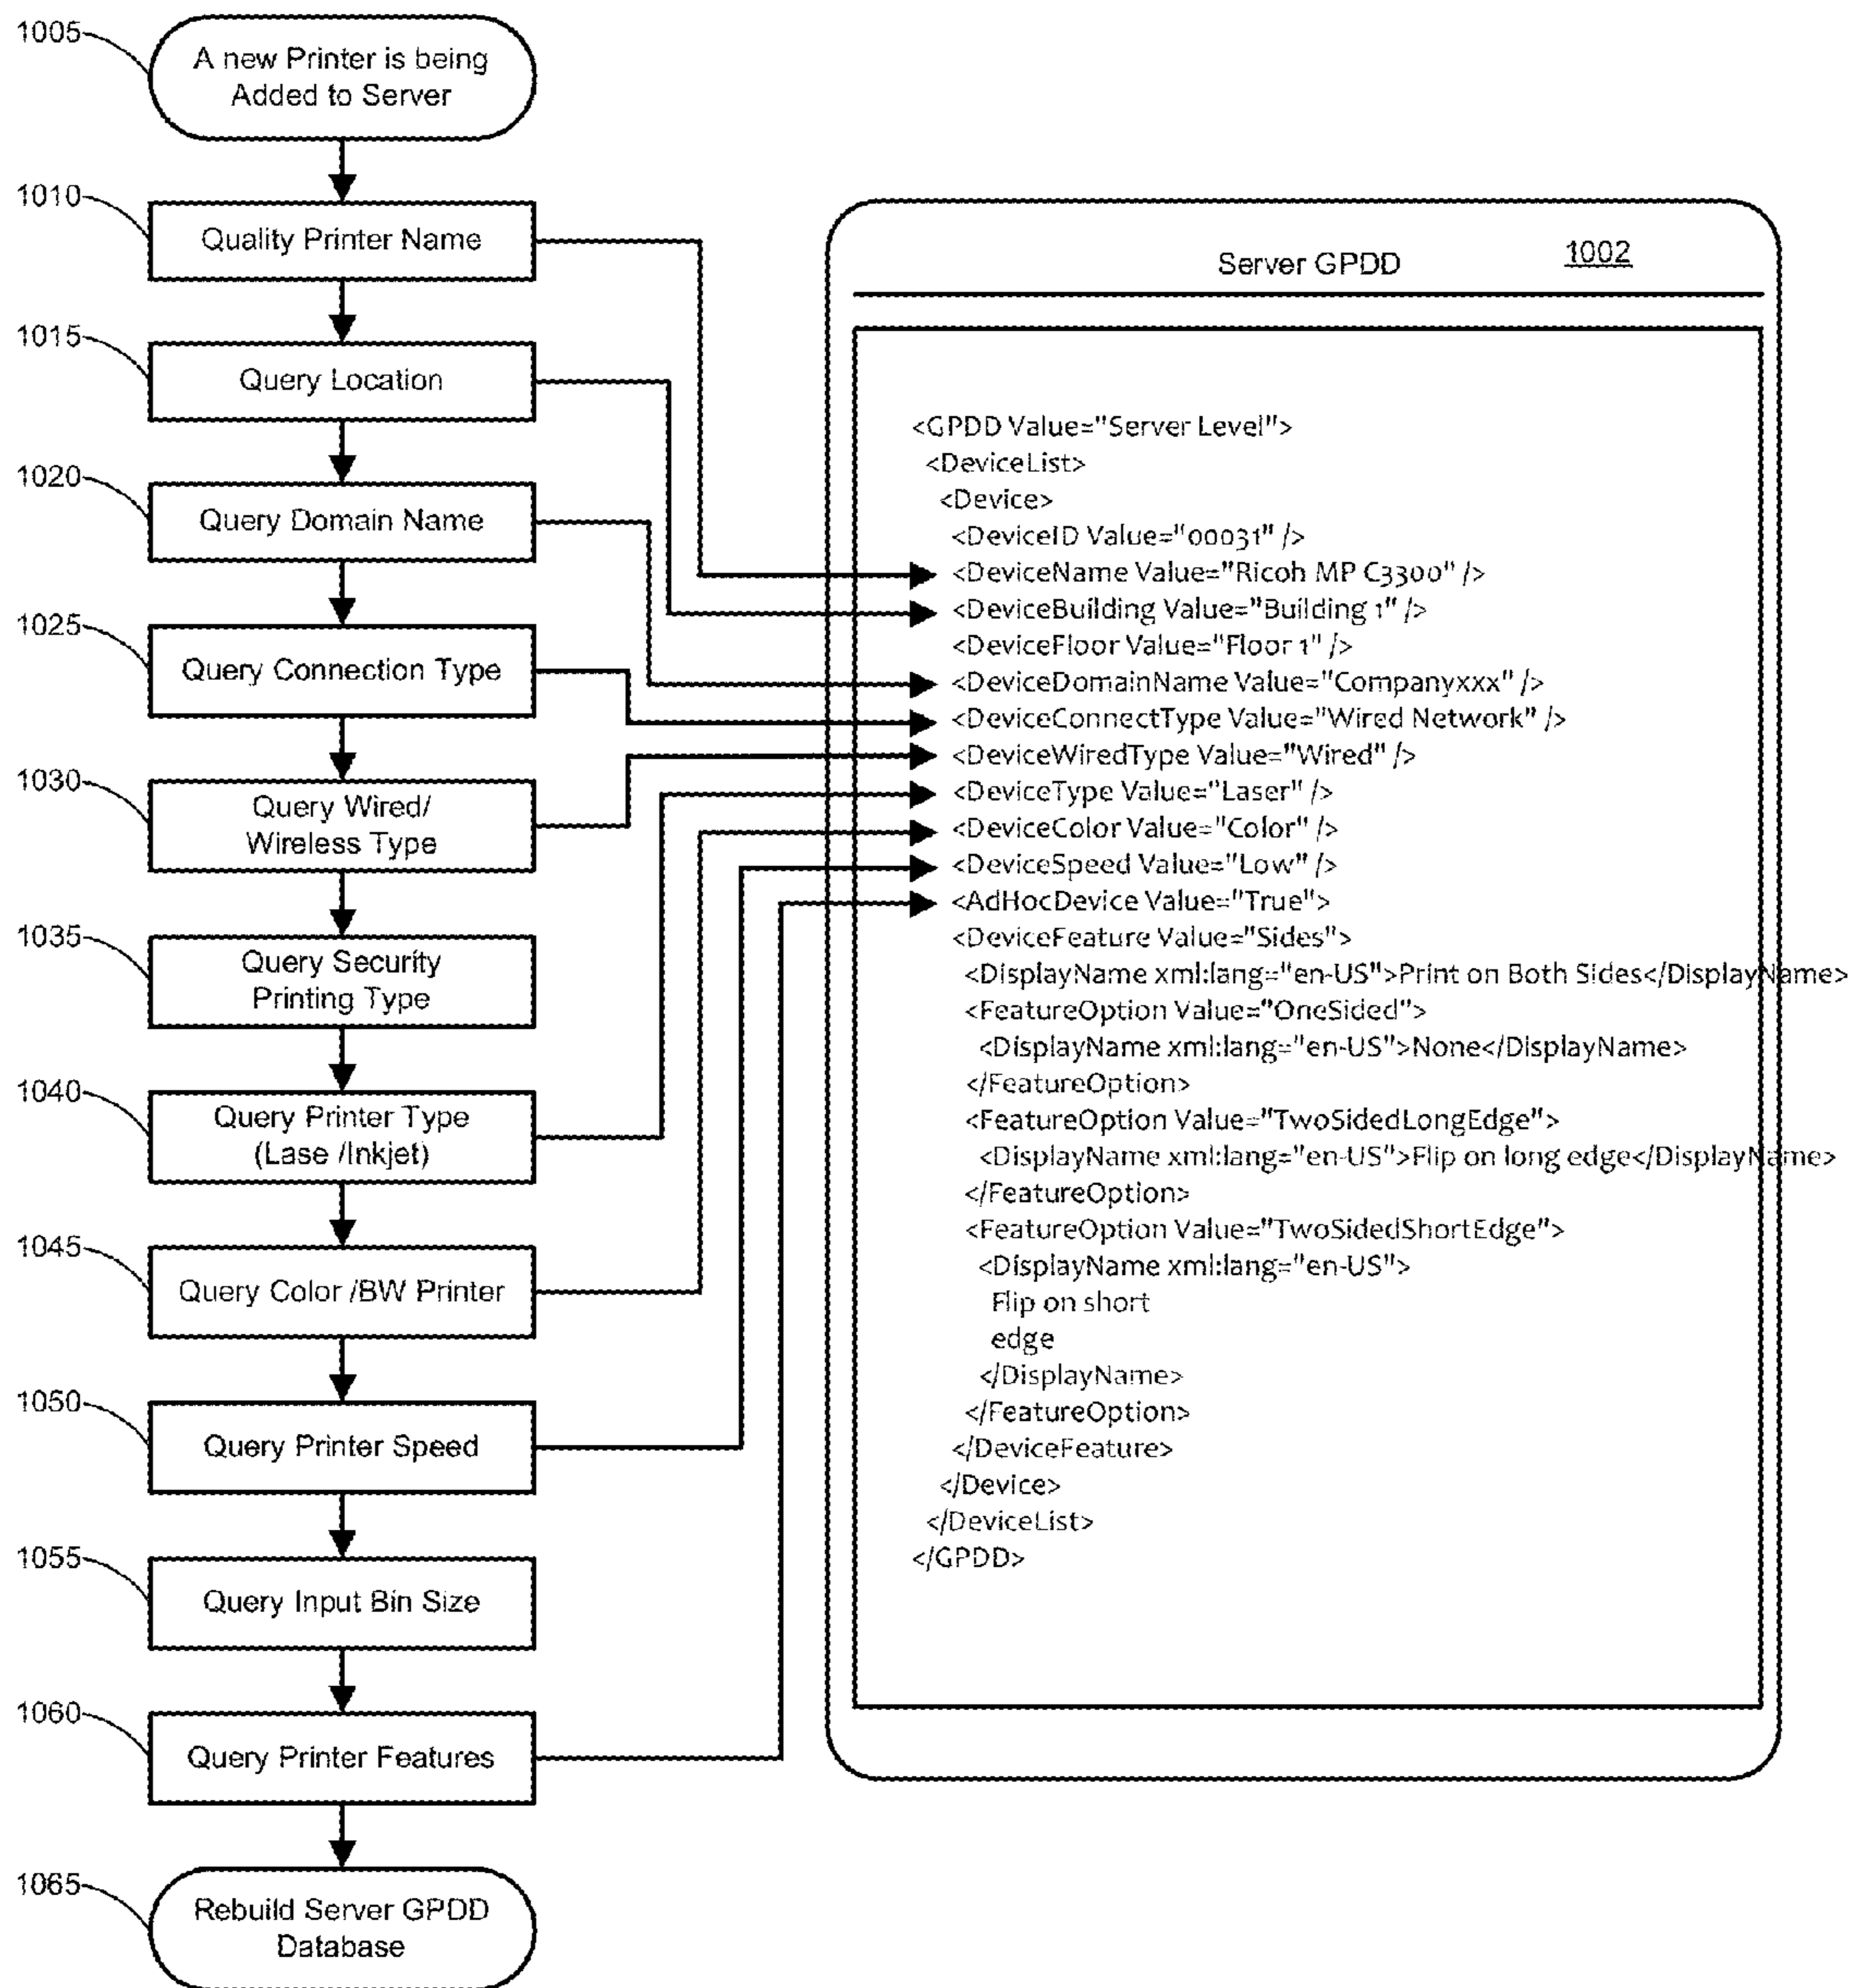 1005
A new Printer is being
Added to Server
1010
Quality Printer Name
1015
Query Location
1020
Query Domain Name
1025
Query Connection Type
1030
Query Wired/
Wireless Type
1035
Query Security
Printing Type
1040
Query Printer Type
(Lase /Inkjet)
1045
Query Color /BW Printer
1050
Query Printer Speed
1055
Query Input Bin Size
1060
Query Printer Features
1065
Rebuild Server GPDD
Database
Server GPDD
1002
<GPDD Value="Server Level">
<DeviceList>
<Device>
<DeviceID Value="00031" />
<DeviceName Value="Ricoh MP C3300" />
<DeviceBuilding Value="Building 1" />
<DeviceFloor Value="Floor 1" />
<DeviceDomainName Value="Companyxxx" />
<DeviceConnectType Value="Wired Network" />
<DeviceWiredType Value="Wired" />
<DeviceType Value="Laser" />
<DeviceColor Value="Color" />
<DeviceSpeed Value="Low" />
<AdHocDevice Value="True">
<DeviceFeature Value="Sides">
<DisplayName xml:lang="en-US">Print on Both Sides</DisplayName>
<FeatureOption Value="OneSided">
<DisplayName xml:lang="en-US">None</DisplayName>
</FeatureOption>
<FeatureOption Value="TwoSidedLongEdge">
<DisplayName xml:lang="en-US">Flip on long edge</DisplayName>
</FeatureOption>
<FeatureOption Value="TwoSidedShortEdge">
<DisplayName xml:lang="en-US">
Flip on short
edge
</DisplayName>
</FeatureOption>
</DeviceFeature>
</Device>
</DeviceList>
</GPDD>